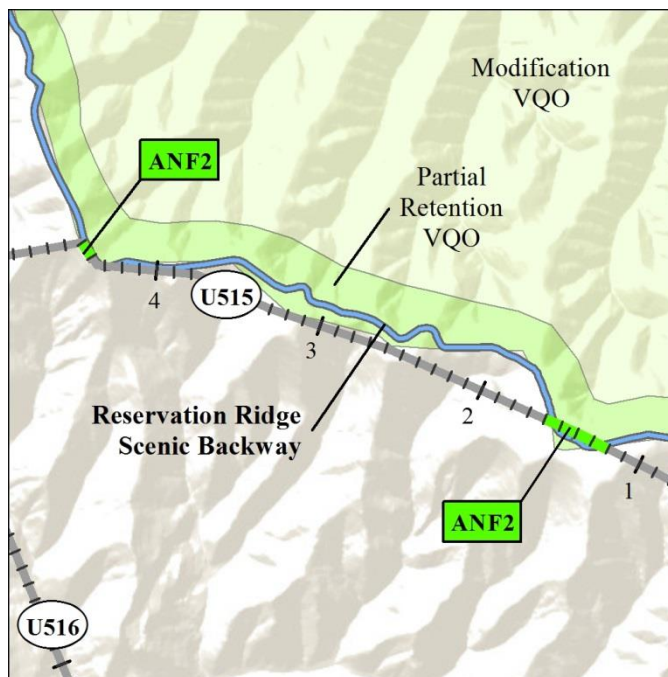 Modification
VQO
ANF2
Partial
Retention
VQO
4
U515
3
Reservation Ridge
Scenic Backway
2
1
ANF2
U516